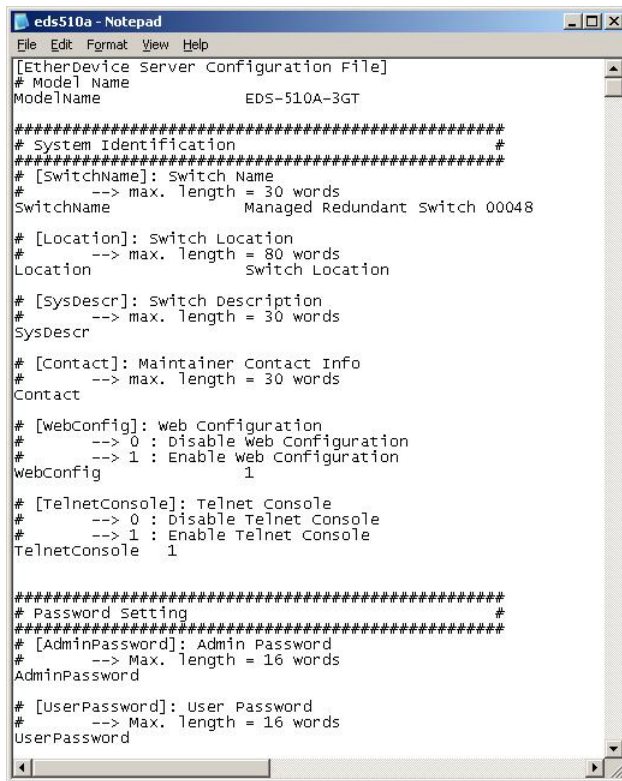 eds510a - Notepad
File Edit Format View Help
[EtherDevice Server Configuration File]
# Model Name
ModelName                EDS-510A-3GT

###################################################
# System Identification                           #
###################################################
# [SwitchName]: Switch Name
#       --> max. length = 30 words
SwitchName               Managed Redundant Switch 00048

# [Location]: Switch Location
#       --> max. length = 80 words
Location                 Switch Location

# [SysDescr]: Switch Description
#       --> max. length = 30 words
SysDescr

# [Contact]: Maintainer Contact Info
#       --> max. length = 30 words
Contact

# [WebConfig]: Web Configuration
#       --> 0 : Disable Web Configuration
#       --> 1 : Enable Web Configuration
WebConfig                1

# [TelnetConsole]: Telnet Console
#       --> 0 : Disable Telnet Console
#       --> 1 : Enable Telnet Console
TelnetConsole   1

###################################################
# Password Setting                                #
###################################################
# [AdminPassword]: Admin Password
#       --> Max. length = 16 words
AdminPassword

# [UserPassword]: User Password
#       --> Max. length = 16 words
UserPassword